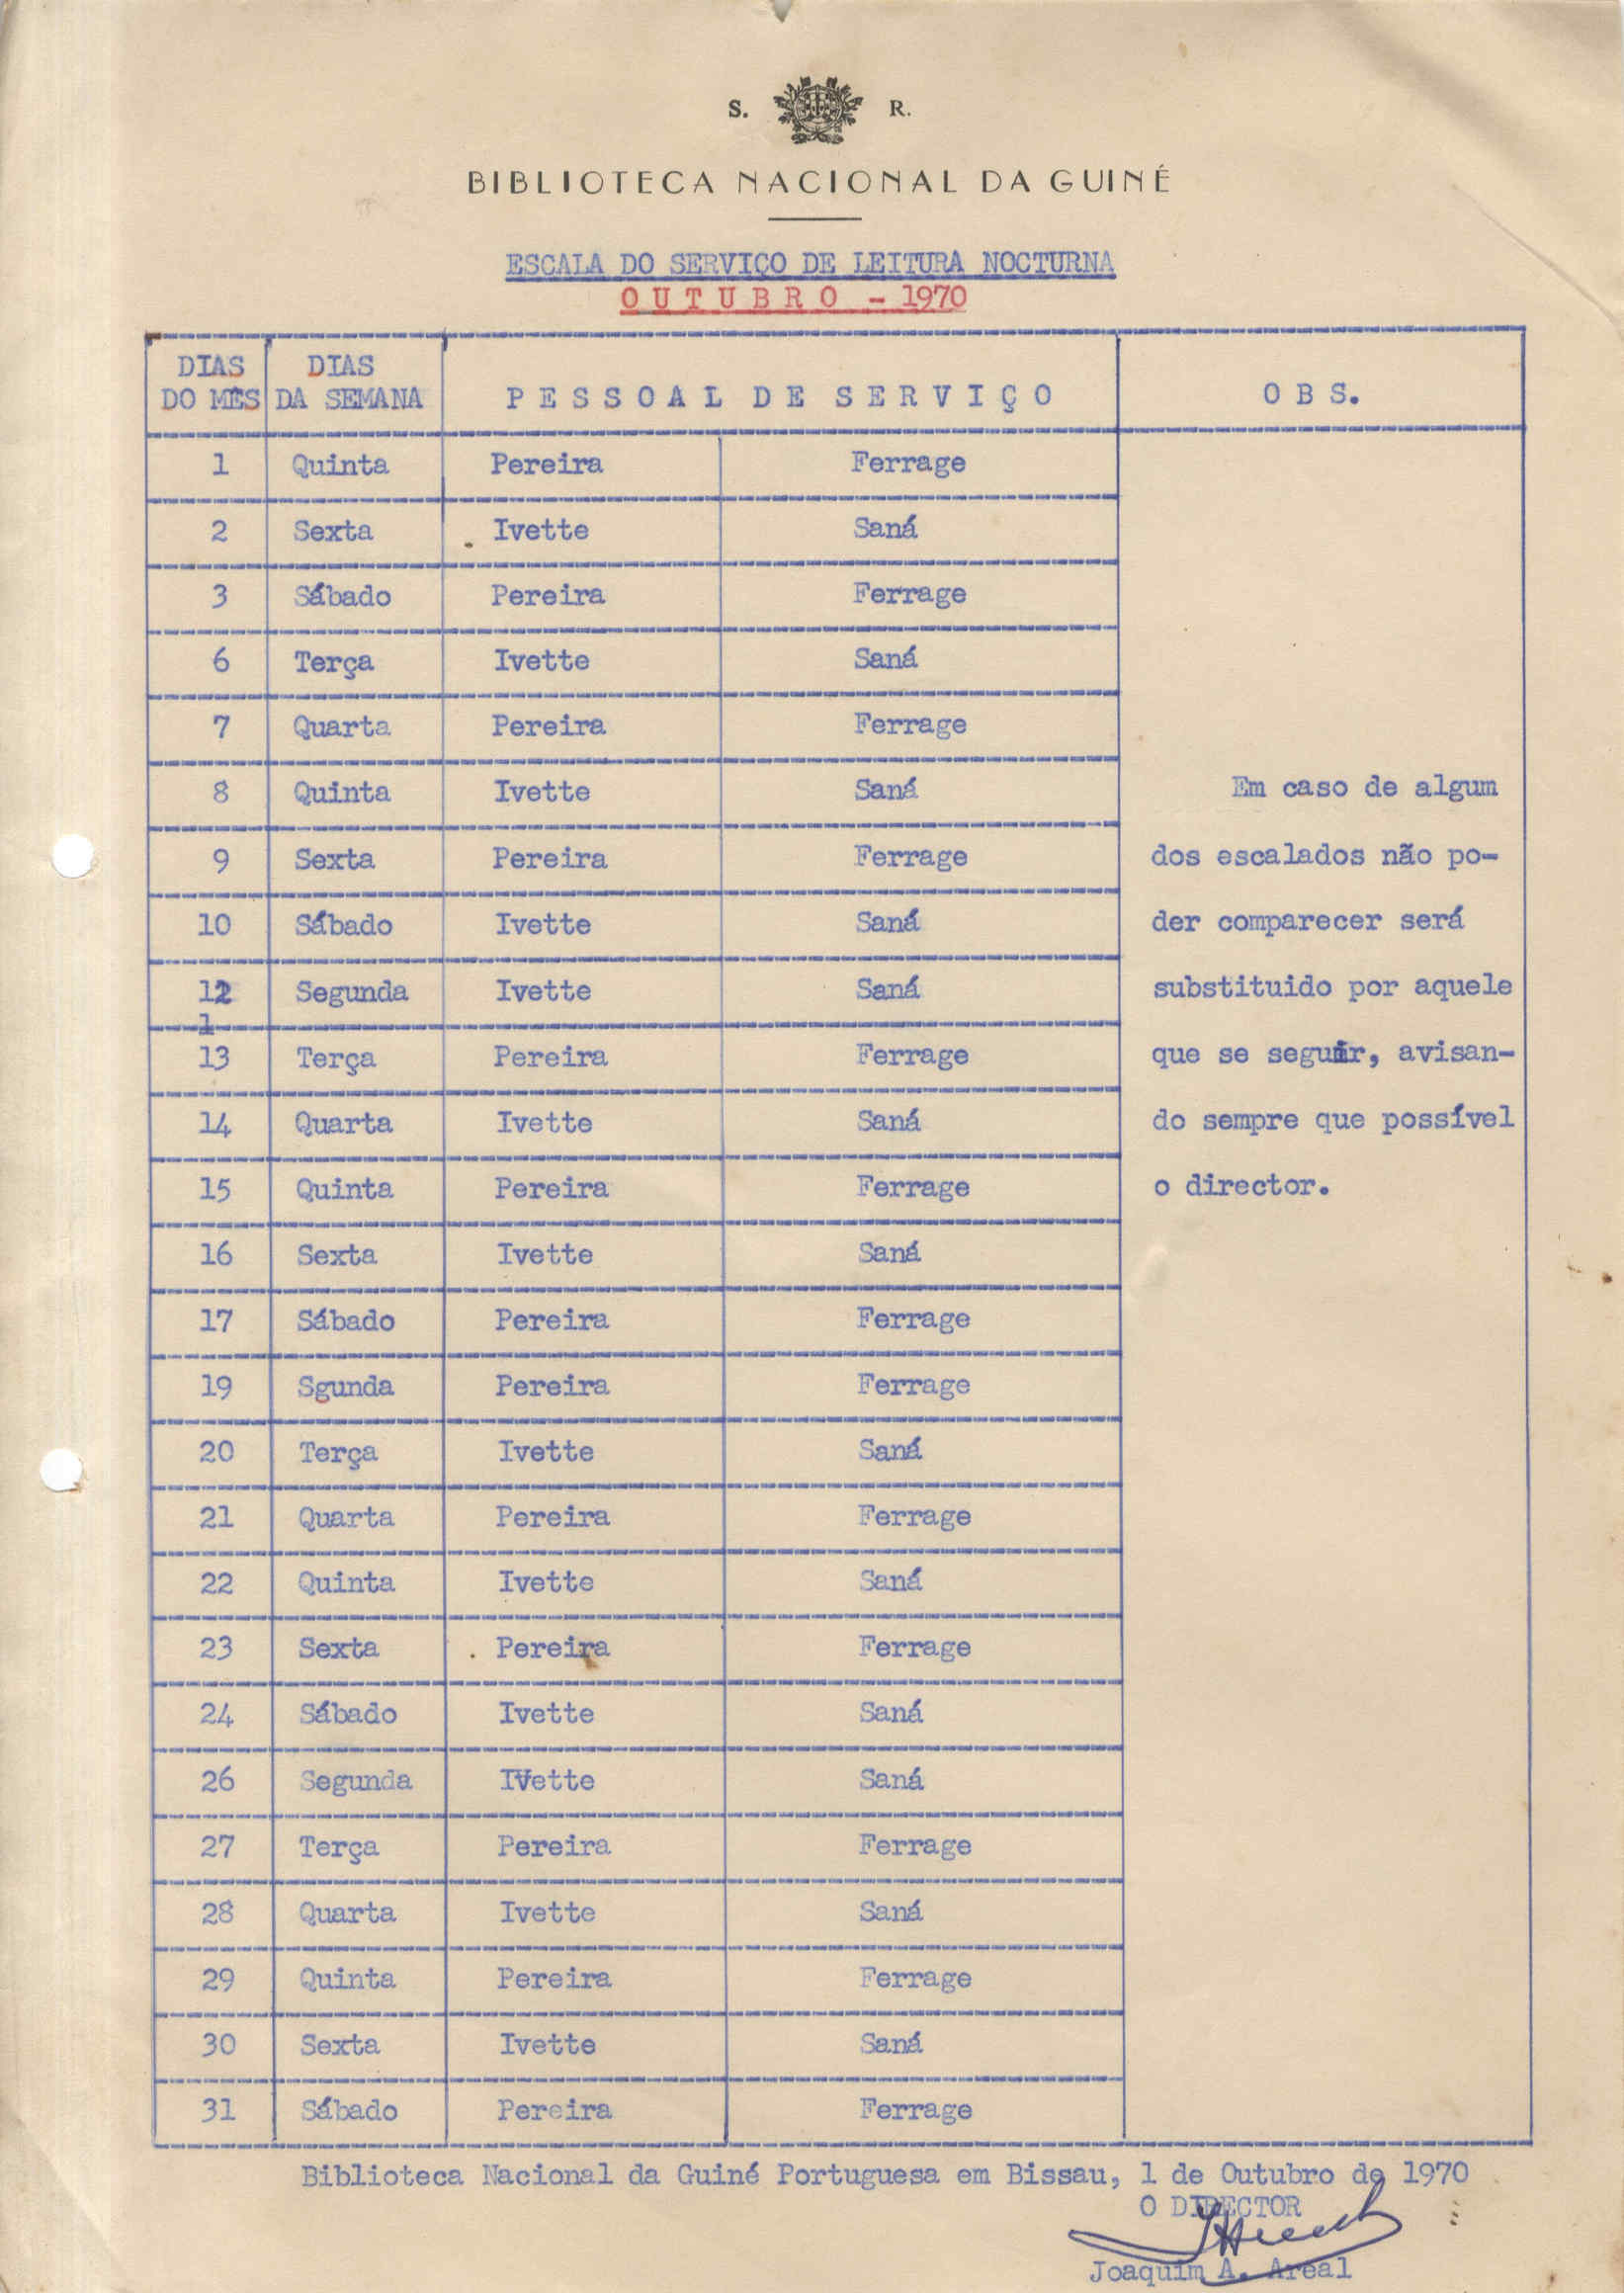 S. R.
BIBLIOTECA NACIONAL DA GUINÉ
ESCALA DO SERVIÇO DE LEITURA NOCTURNA
OUTUBRO - 1970
DIAS DO MÊS DIAS DA SEMANA PESSOAL DE SERVIÇO OBS.
1 Quinta Pereira Ferrage
2 Sexta Ivette Saná
3 Sábado Pereira Ferrage
6 Terça Ivette Saná
7 Quarta Pereira Ferrage
8 Quinta Ivette Saná
9 Sexta Pereira Ferrage
10 Sábado Ivette Saná
12 Segunda Ivette Saná
13 Terça Pereira Ferrage
14 Quarta Ivette Saná
15 Quinta Pereira Ferrage
16 Sexta Ivette Saná
17 Sábado Pereira Ferrage
19 Sgunda Pereira Ferrage
20 Terça Ivette Saná
21 Quarta Pereira Ferrage
22 Quinta Ivette Saná
23 Sexta Pereira Ferrage
24 Sábado Ivette Saná
26 Segunda IVette Saná
27 Terça Pereira Ferrage
28 Quarta Ivette Saná
29 Quinta Pereira Ferrage
30 Sexta Ivette Saná
31 Sábado Pereira Ferrage
Em caso de algum
dos escalados não po-
der comparecer será
substituido por aquele
que se seguir, avisan-
do sempre que possível
o director.
Biblioteca Nacional da Guiné Portuguesa em Bissau, 1 de Outubro de 1970
O DIRECTOR
Joaquim A. Areal